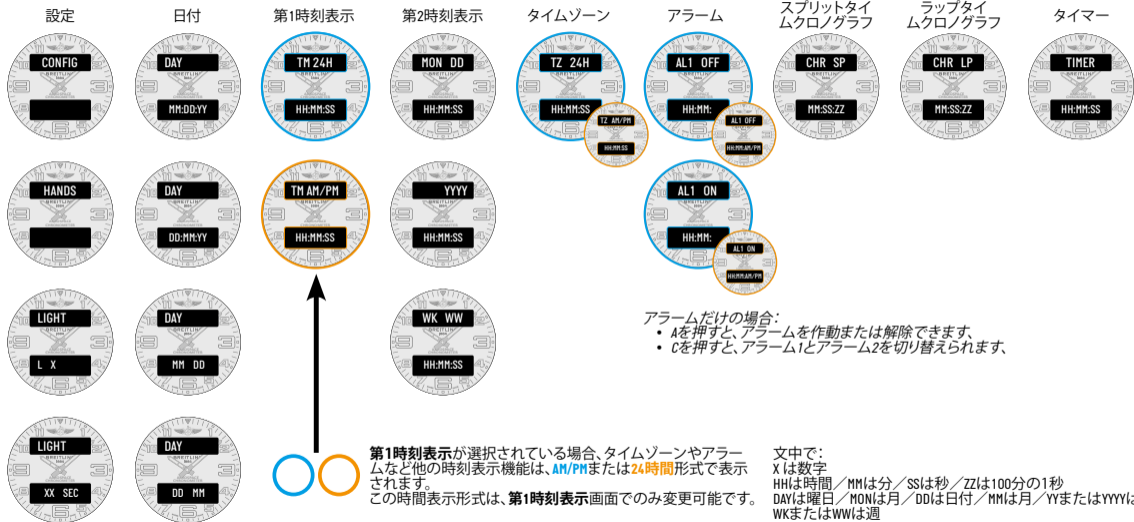 設定
日付
第1時刻表示
第2時刻表示
タイムゾーン
アラーム
スプリットタイ
ムクロノグラフ
ラップタイ
ムクロノグラフ
タイマー
CONFIG
DAY
MM:DD:YY
TM 24H
HH:MM:SS
MON DD
HH:MM:SS
TZ 24H
HH:MM:SS
TZ AM/PM
HH:MM:SS
AL1 OFF
HH:MM:
AL1 OFF
HH:MM:AM/PM
CHR SP
MM:SS:ZZ
CHR LP
MM:SS:ZZ
TIMER
HH:MM:SS
HANDS
DAY
DD:MM:YY
TM AM/PM
HH:MM:SS
YYYY
HH:MM:SS
AL1 ON
HH:MM:
AL1 ON
HH:MM:AM/PM
LIGHT
L X
DAY
MM DD
WK WW
HH:MM:SS
アラームだけの場合:
• Aを押すと、アラームを作動または解除できます、
• Cを押すと、アラーム1とアラーム2を切り替えられます、
LIGHT
XX SEC
DAY
DD MM
第1時刻表示が選択されている場合、タイムゾーンやアラー
ムなど他の時刻表示機能は、AM/PMまたは24時間形式で表示
されます。
この時間表示形式は、第1時刻表示画面でのみ変更可能です。
文中で:
X は数字
HHは時間／MMは分／SSは秒／ZZは100分の1秒
DAYは曜日／MONは月／DDは日付／MMは月／YYまたはYYYYは
WKまたはWWは週